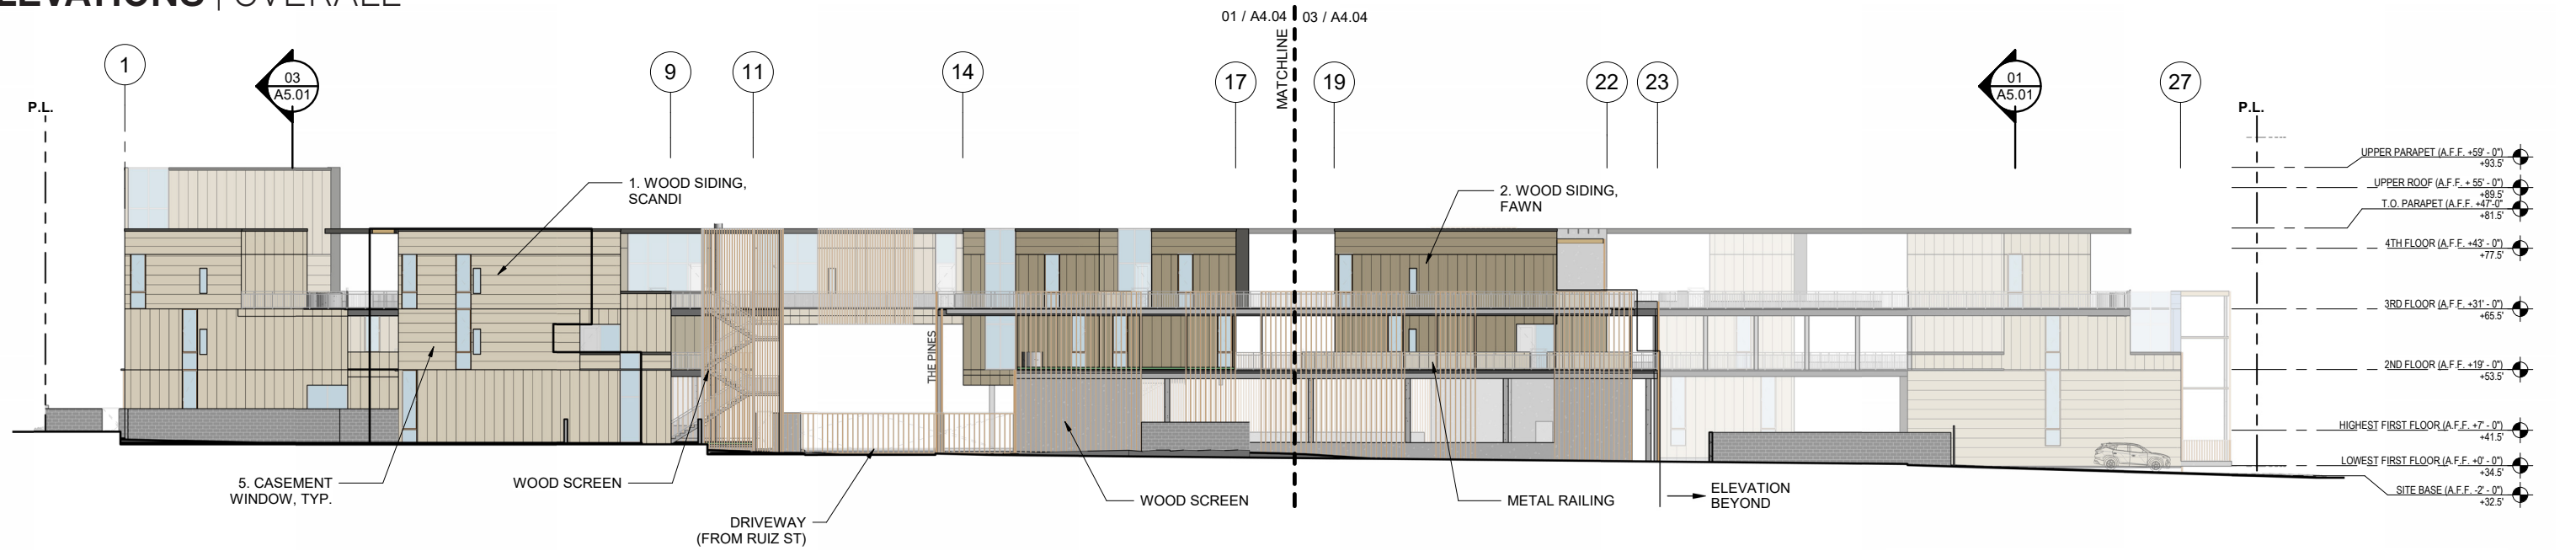 ELEVATIONS | OVERALL
01 / A4.04
03 / A4.04
MATCHLINE
1
03
A5.01
9
11
14
17
19
22
23
01
A5.01
27
P.L.
P.L.
UPPER PARAPET (A.F.F. +59' - 0")
+93.5'
UPPER ROOF (A.F.F. + 55' - 0")
+89.5'
T.O. PARAPET (A.F.F. +47'-0"
+81.5'
4TH FLOOR (A.F.F. +43' - 0")
+77.5'
3RD FLOOR (A.F.F. +31' - 0")
+65.5'
2ND FLOOR (A.F.F. +19' - 0")
+53.5'
HIGHEST FIRST FLOOR (A.F.F. +7' - 0")
+41.5'
LOWEST FIRST FLOOR (A.F.F. +0' - 0")
+34.5'
SITE BASE (A.F.F. -2' - 0")
+32.5'
1. WOOD SIDING,
SCANDI
2. WOOD SIDING,
FAWN
THE PINES
5. CASEMENT
WINDOW, TYP.
WOOD SCREEN
DRIVEWAY
(FROM RUIZ ST)
WOOD SCREEN
METAL RAILING
ELEVATION
BEYOND